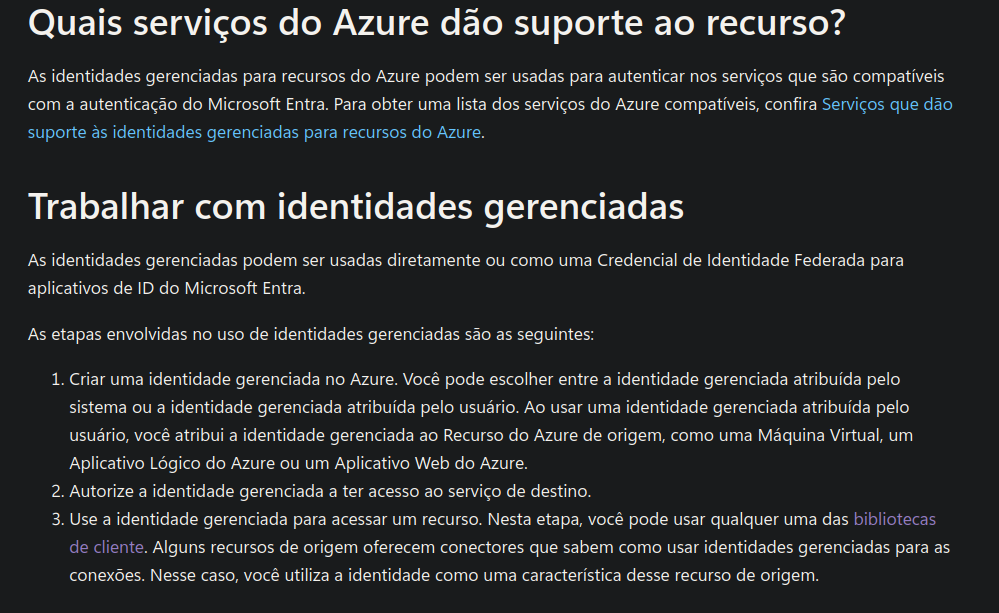 Quais serviços do Azure dão suporte ao recurso?
As identidades gerenciadas para recursos do Azure podem ser usadas para autenticar nos serviços que são compatíveis
com a autenticação do Microsoft Entra. Para obter uma lista dos serviços do Azure compatíveis, confira Serviços que dão
suporte às identidades gerenciadas para recursos do Azure.
Trabalhar com identidades gerenciadas
As identidades gerenciadas podem ser usadas diretamente ou como uma Credencial de Identidade Federada para
aplicativos de ID do Microsoft Entra.
As etapas envolvidas no uso de identidades gerenciadas são as seguintes:
1. Criar uma identidade gerenciada no Azure. Você pode escolher entre a identidade gerenciada atribuída pelo
sistema ou a identidade gerenciada atribuída pelo usuário. Ao usar uma identidade gerenciada atribuída pelo
usuário, você atribui a identidade gerenciada ao Recurso do Azure de origem, como uma Máquina Virtual, um
Aplicativo Lógico do Azure ou um Aplicativo Web do Azure.
2. Autorize a identidade gerenciada a ter acesso ao serviço de destino.
3. Use a identidade gerenciada para acessar um recurso. Nesta etapa, você pode usar qualquer uma das bibliotecas
de cliente. Alguns recursos de origem oferecem conectores que sabem como usar identidades gerenciadas para as
conexões. Nesse caso, você utiliza a identidade como uma característica desse recurso de origem.